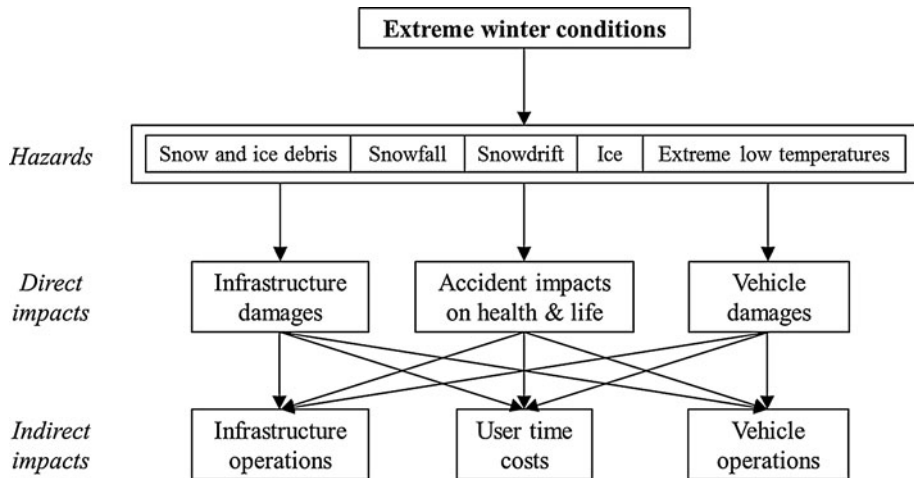 Extreme winter conditions
Hazards
Snow and ice debris
Snowfall
Snowdrift
Ice
Extreme low temperatures
Direct
impacts
Infrastructure
damages
Accident impacts
on health & life
Vehicle
damages
Indirect
impacts
Infrastructure
operations
User time
costs
Vehicle
operations